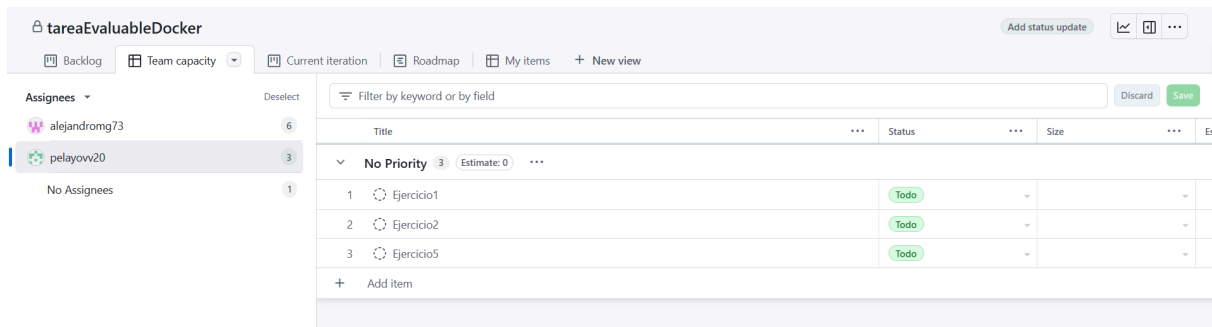 tareaEvaluableDocker
Add status update
Backlog
Team capacity
Current iteration
Roadmap
My items
+ New view
Assignees
Deselect
alejandromg73 6
pelayovv20 3
No Assignees 1
Filter by keyword or by field
Discard
Save
Title ... Status ... Size ... Es
No Priority 3 Estimate: 0 ...
1 Ejercicio1 Todo
2 Ejercicio2 Todo
3 Ejercicio5 Todo
+ Add item